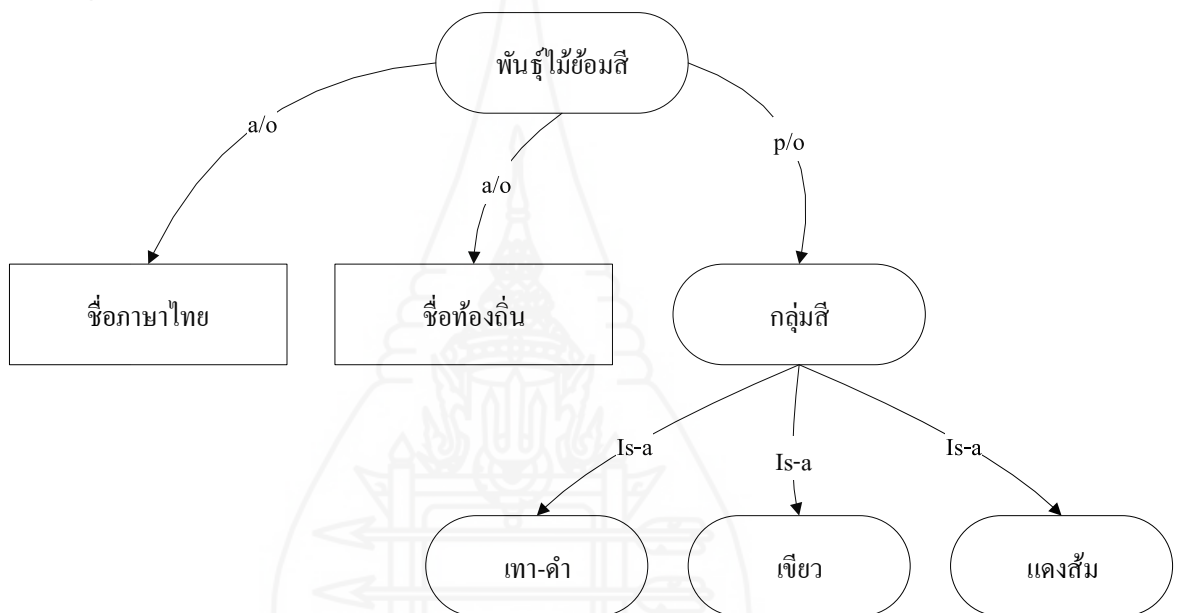 พันธุ์ไม้ย้อมสี
a/o
a/o
p/o
ชื่อภาษาไทย
ชื่อท้องถิ่น
กลุ่มสี
Is-a
Is-a
Is-a
เทา-ดำ
เขียว
แดงส้ม